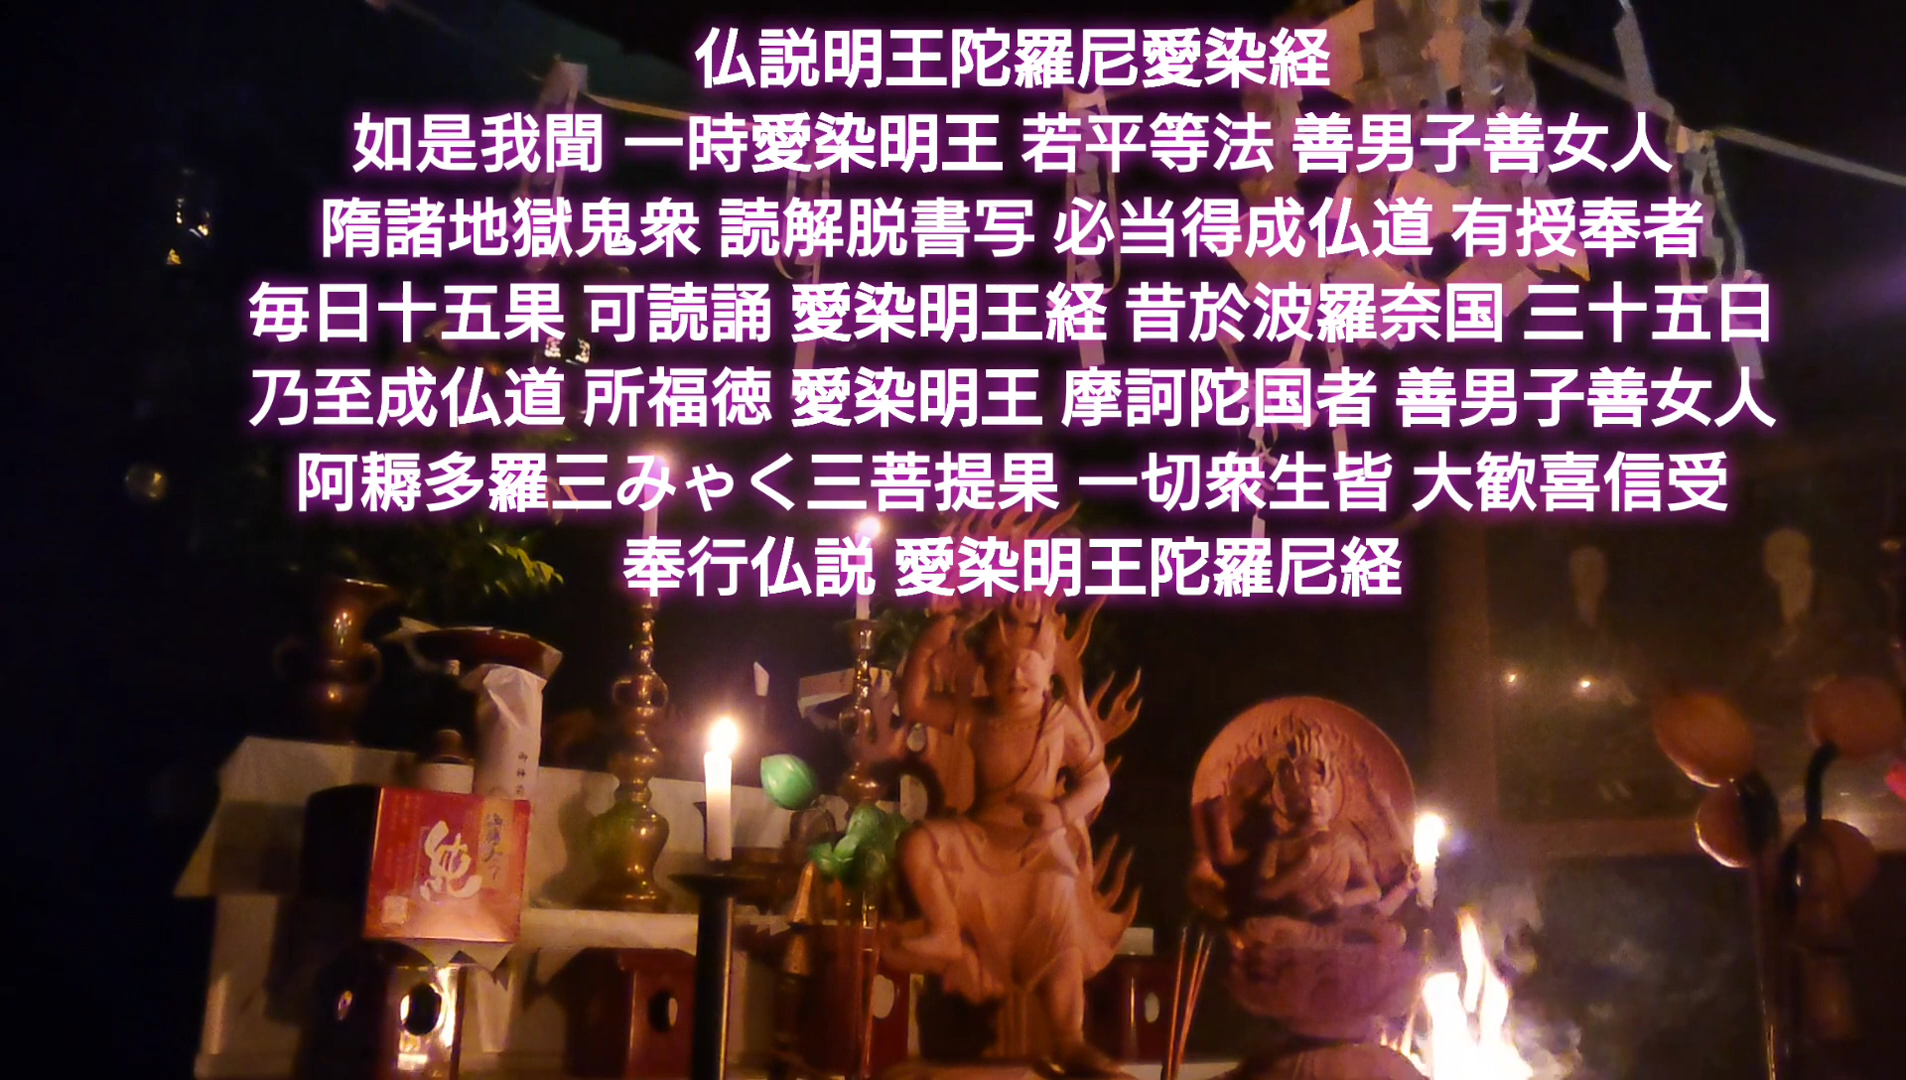 仏説明王陀羅尼愛染経
如是我聞 一時愛染明王 若平等法 善男子善女人
隋諸地獄鬼衆 読解脱書写 必当得成仏道 有授奉者
毎日十五果 可読誦 愛染明王経 昔於波羅奈国 三十五日
乃至成仏道 所福徳 愛染明王 摩訶陀国者 善男子善女人
阿耨多羅三みゃく三菩提果 一切衆生皆 大歓喜信受
奉行仏説 愛染明王陀羅尼経
御神
純